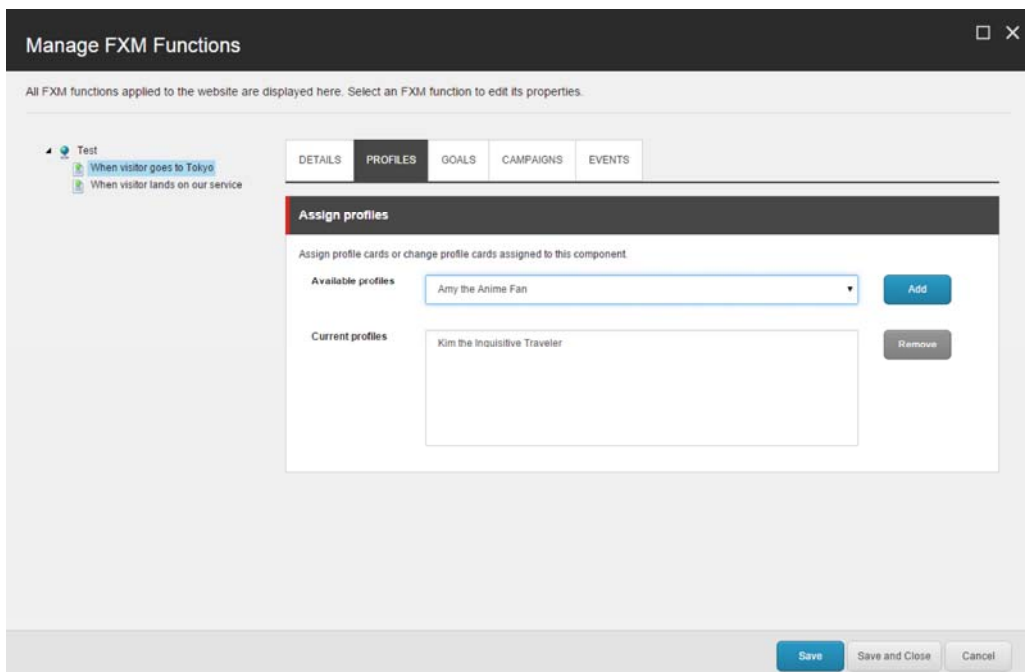 Manage FXM Functions
All FXM functions applied to the website are displayed here. Select an FXM function to edit its properties.
Test
When visitor goes to Tokyo
When visitor lands on our service
DETAILS PROFILES GOALS CAMPAIGNS EVENTS
Assign profiles
Assign profile cards or change profile cards assigned to this component.
Available profiles Amy the Anime Fan Add
Current profiles Kim the Inquisitive Traveler Remove
Save Save and Close Cancel